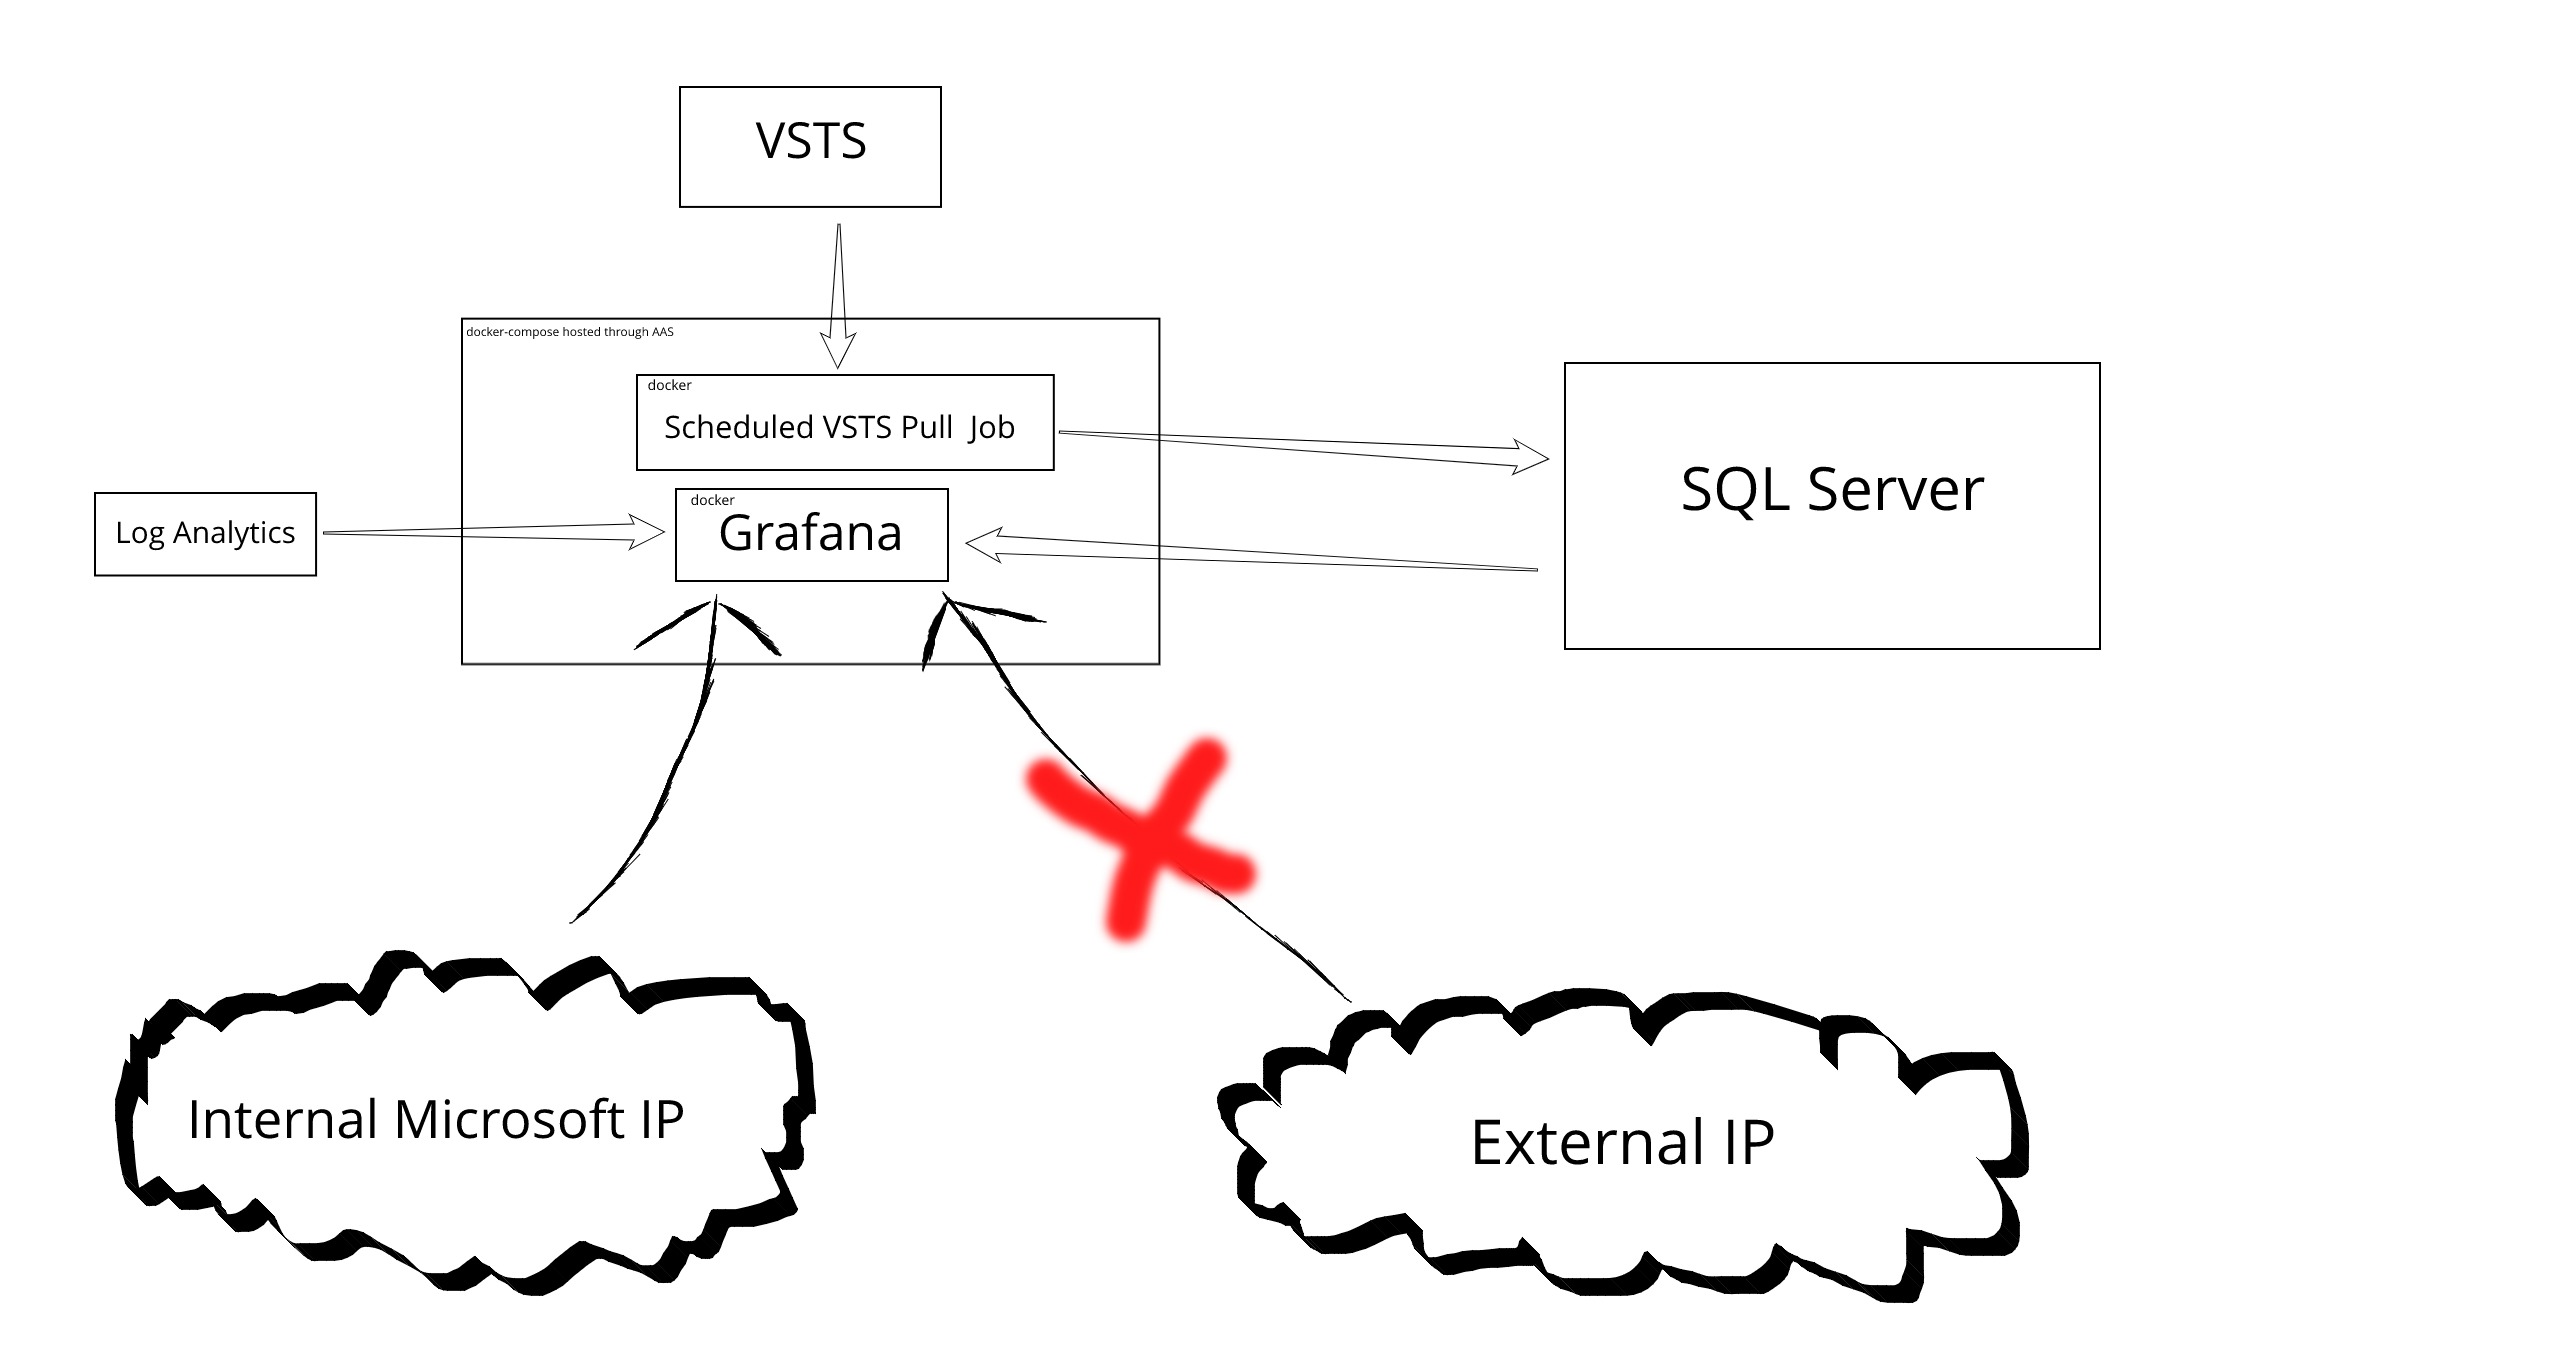 VSTS
docker-compose hosted through AAS
docker
Scheduled VSTS Pull  Job
SQL Server
Log Analytics
docker
Grafana
Internal Microsoft IP
External IP